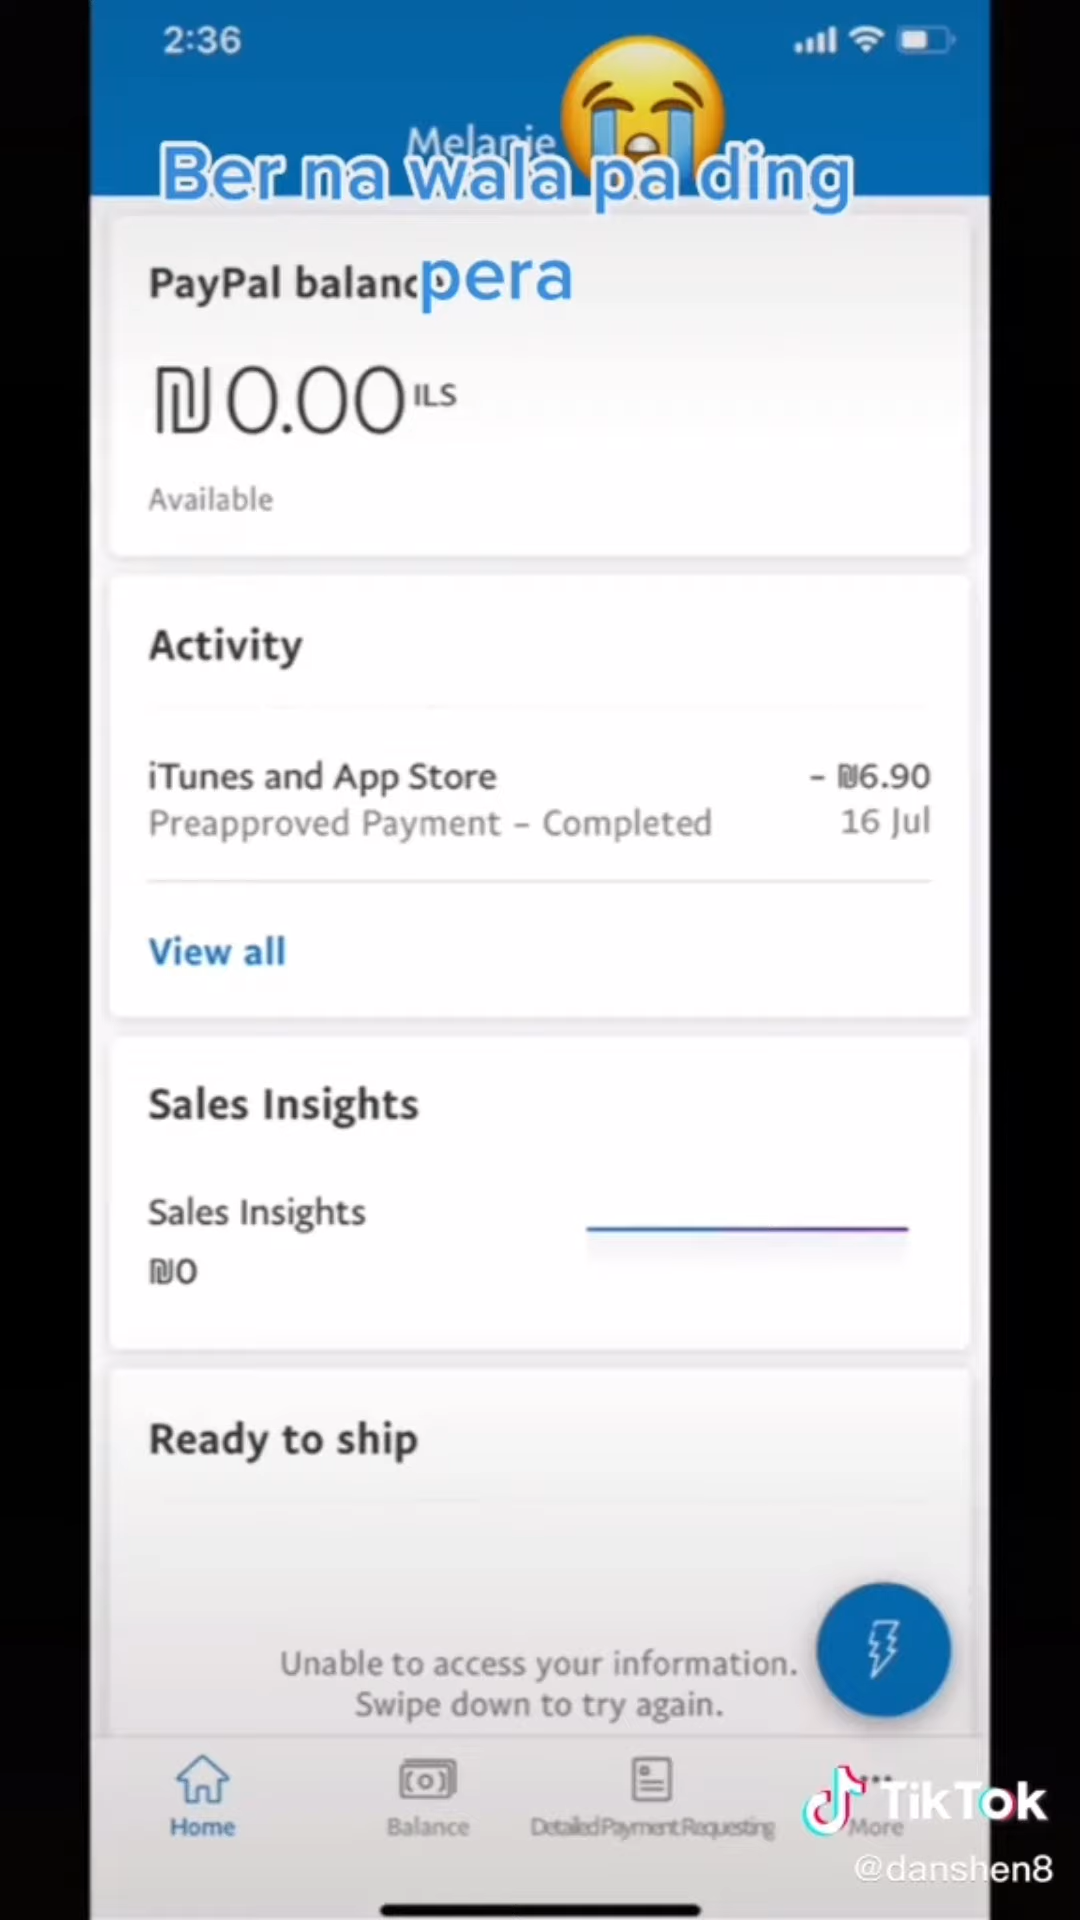 2:36
Melanie
Ber na wala pa ding
pera
PayPal balance
₪0.00 ILS
Available
Activity
iTunes and App Store - ₪6.90
Preapproved Payment – Completed 16 Jul
View all
Sales Insights
Sales Insights
₪0
Ready to ship
Unable to access your information.
Swipe down to try again.
Home Balance Detailed Payment Requesting More
TikTok
@danshen8